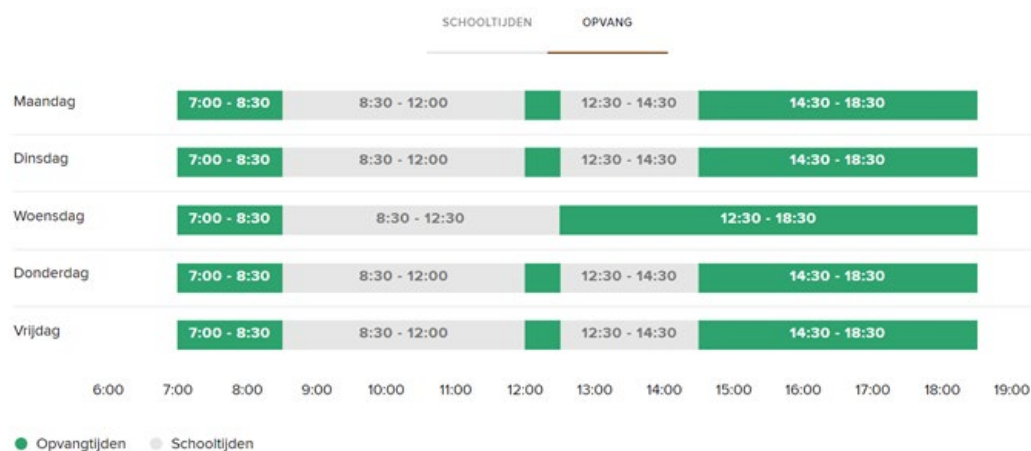 SCHOOLTIJDEN OPVANG
Maandag 7:00 - 8:30 8:30 - 12:00 12:30 - 14:30 14:30 - 18:30
Dinsdag 7:00 - 8:30 8:30 - 12:00 12:30 - 14:30 14:30 - 18:30
Woensdag 7:00 - 8:30 8:30 - 12:30 12:30 - 18:30
Donderdag 7:00 - 8:30 8:30 - 12:00 12:30 - 14:30 14:30 - 18:30
Vrijdag 7:00 - 8:30 8:30 - 12:00 12:30 - 14:30 14:30 - 18:30
6:00 7:00 8:00 9:00 10:00 11:00 12:00 13:00 14:00 15:00 16:00 17:00 18:00 19:00
Opvangtijden Schooltijden